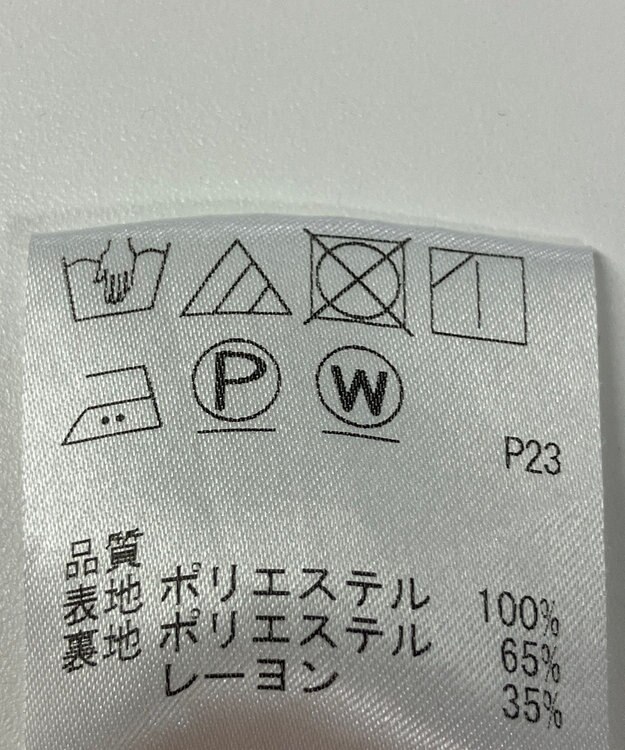 P W
P23
品質
表地 ポリエステル 100%
裏地 ポリエステル 65%
レーヨン 35%